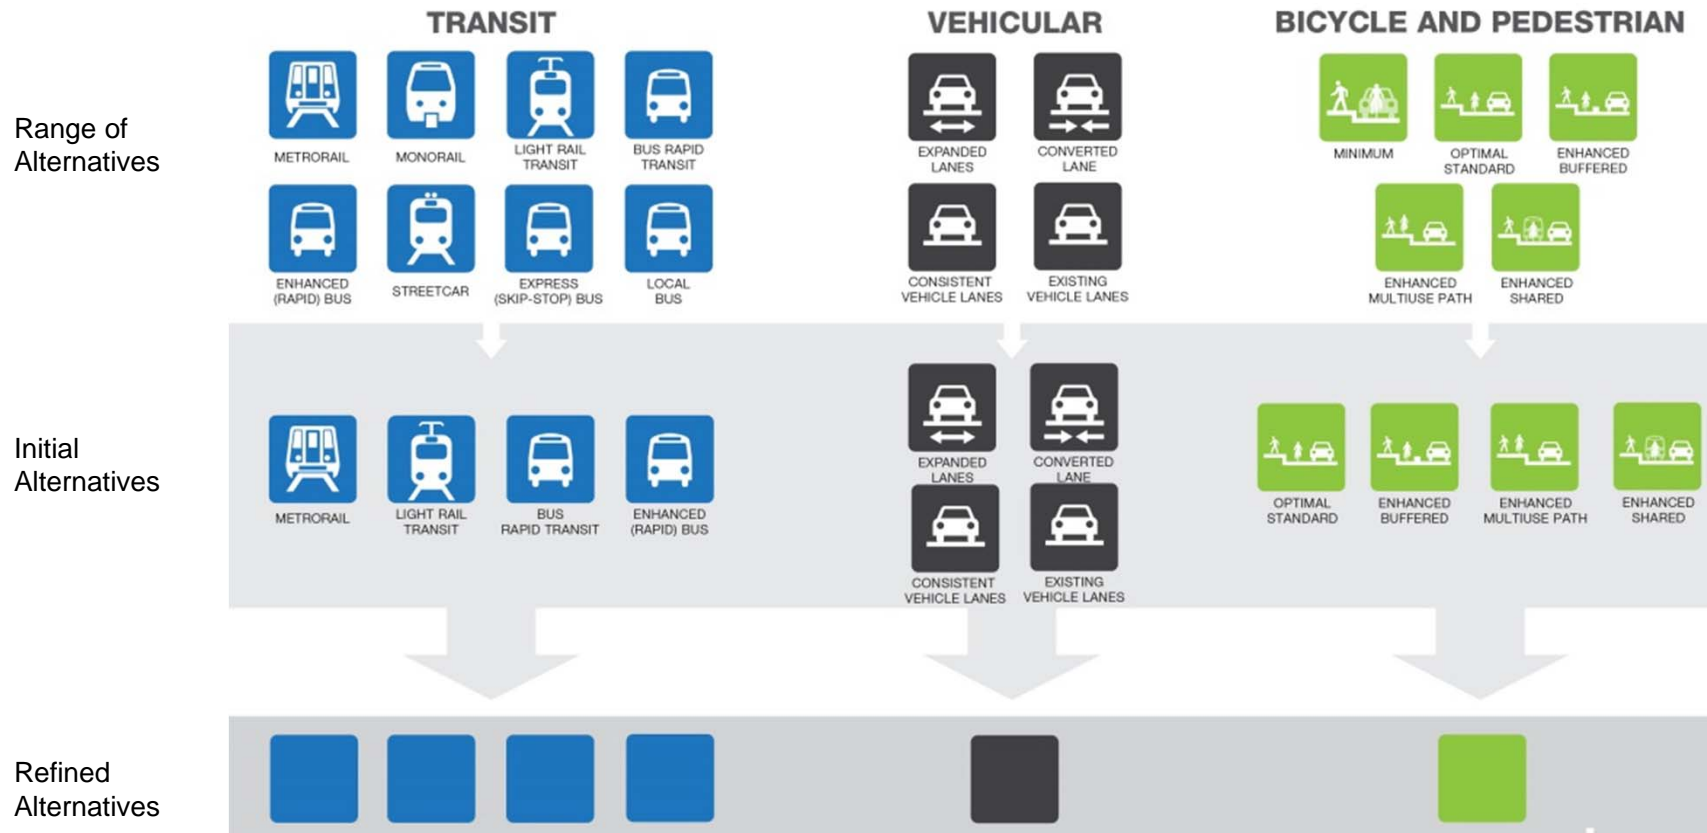 TRANSIT
VEHICULAR
BICYCLE AND PEDESTRIAN
Range of
Alternatives
METRORAIL
MONORAIL
LIGHT RAIL
TRANSIT
BUS RAPID
TRANSIT
ENHANCED
(RAPID) BUS
STREETCAR
EXPRESS
(SKIP-STOP) BUS
LOCAL
BUS
EXPANDED
LANES
CONVERTED
LANE
CONSISTENT
VEHICLE LANES
EXISTING
VEHICLE LANES
MINIMUM
OPTIMAL
STANDARD
ENHANCED
BUFFERED
ENHANCED
MULTIUSE PATH
ENHANCED
SHARED
Initial
Alternatives
METRORAIL
LIGHT RAIL
TRANSIT
BUS
RAPID TRANSIT
ENHANCED
(RAPID) BUS
EXPANDED
LANES
CONVERTED
LANE
CONSISTENT
VEHICLE LANES
EXISTING
VEHICLE LANES
OPTIMAL
STANDARD
ENHANCED
BUFFERED
ENHANCED
MULTIUSE PATH
ENHANCED
SHARED
Refined
Alternatives